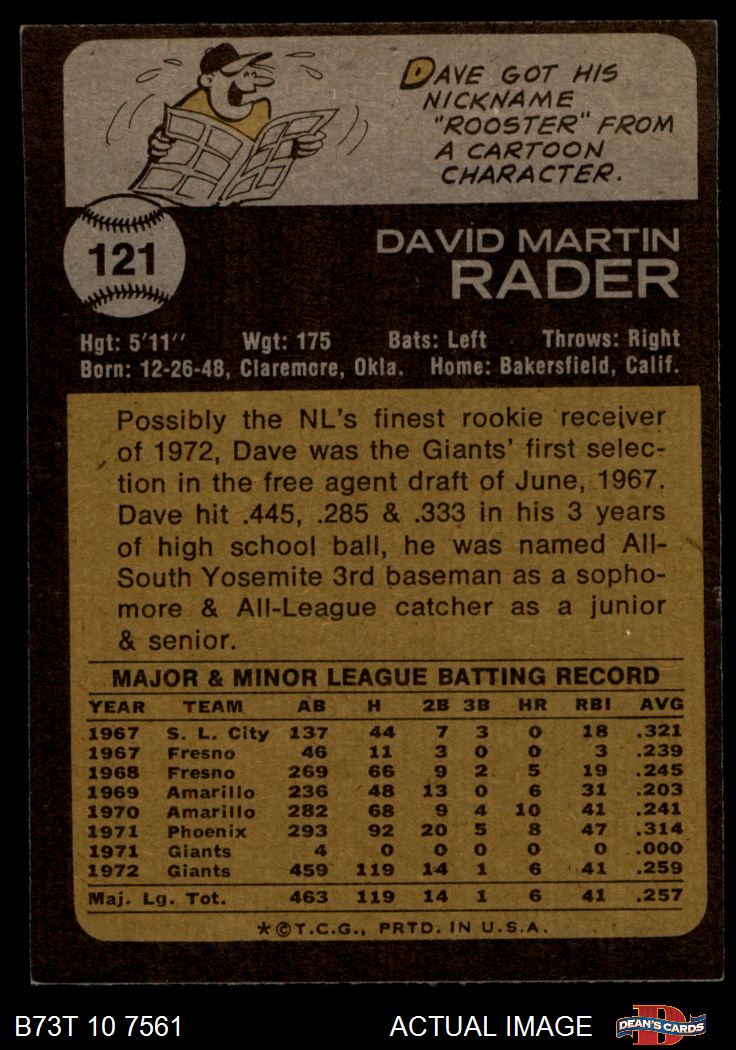 DAVE GOT HIS
NICKNAME
"ROOSTER" FROM
A CARTOON
CHARACTER.
121
DAVID MARTIN
RADER
Hgt: 5'11" Wgt: 175 Bats: Left Throws: Right
Born: 12-26-48, Claremore, Okla. Home: Bakersfield, Calif.
Possibly the NL's finest rookie receiver
of 1972, Dave was the Giants' first selec-
tion in the free agent draft of June, 1967.
Dave hit .445, .285 & .333 in his 3 years
of high school ball, he was named All-
South Yosemite 3rd baseman as a sopho-
more & All-League catcher as a junior
& senior.
MAJOR & MINOR LEAGUE BATTING RECORD
YEAR TEAM AB H 2B 3B HR RBI AVG
1967 S. L. City 137 44 7 3 0 18 .321
1967 Fresno 46 11 3 0 0 3 .239
1968 Fresno 269 66 9 2 5 19 .245
1969 Amarillo 236 48 13 0 6 31 .203
1970 Amarillo 282 68 9 4 10 41 .241
1971 Phoenix 293 92 20 5 8 47 .314
1971 Giants 4 0 0 0 0 0 .000
1972 Giants 459 119 14 1 6 41 .259
Maj. Lg. Tot. 463 119 14 1 6 41 .257
*©T.C.G., PRTD. IN U.S.A.
B73T 10 7561 ACTUAL IMAGE D DEAN'S CARDS